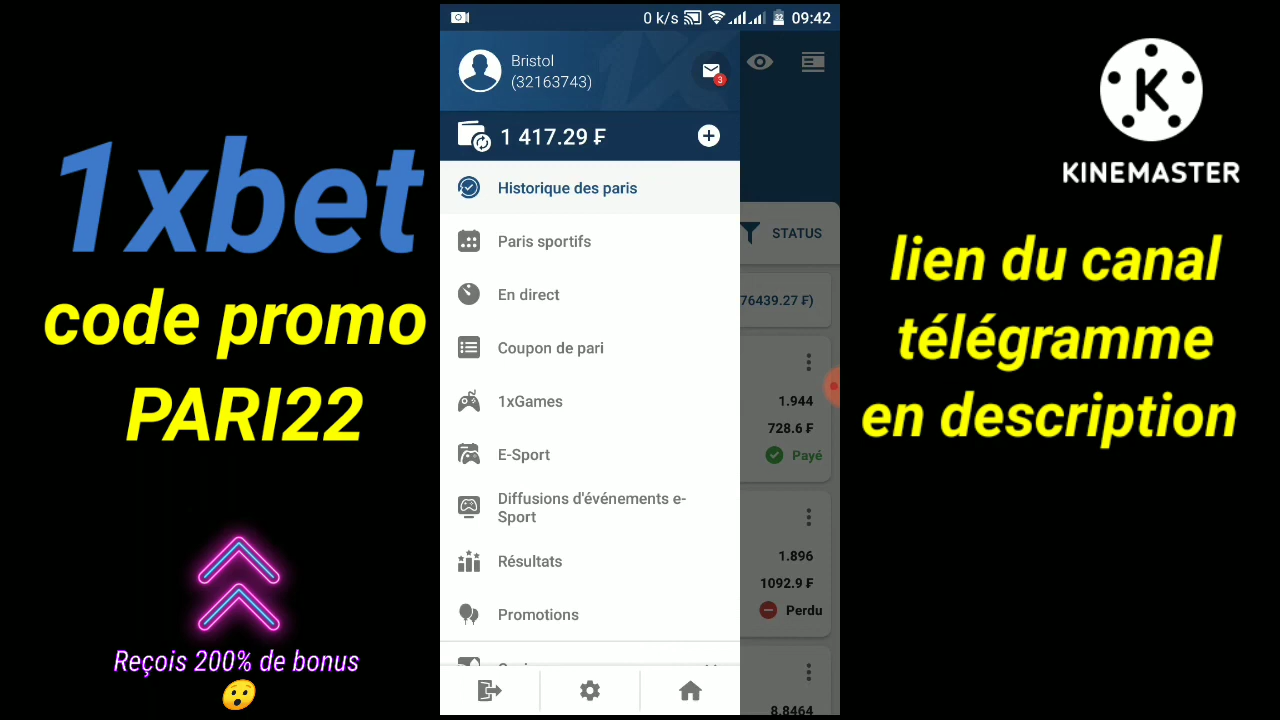 0 k/s 32 09:42
Bristol
(32163743)
3
1 417.29 ₣
Historique des paris
Paris sportifs
En direct
Coupon de pari
1xGames
E-Sport
Diffusions d'événements e-
Sport
Résultats
Promotions
STATUS
76439.27 ₣)
1.944
728.6 ₣
Payé
1.896
1092.9 ₣
Perdu
8.8464
1xbet
code promo
PARI22
Reçois 200% de bonus
K
KINEMASTER
lien du canal
télégramme
en description